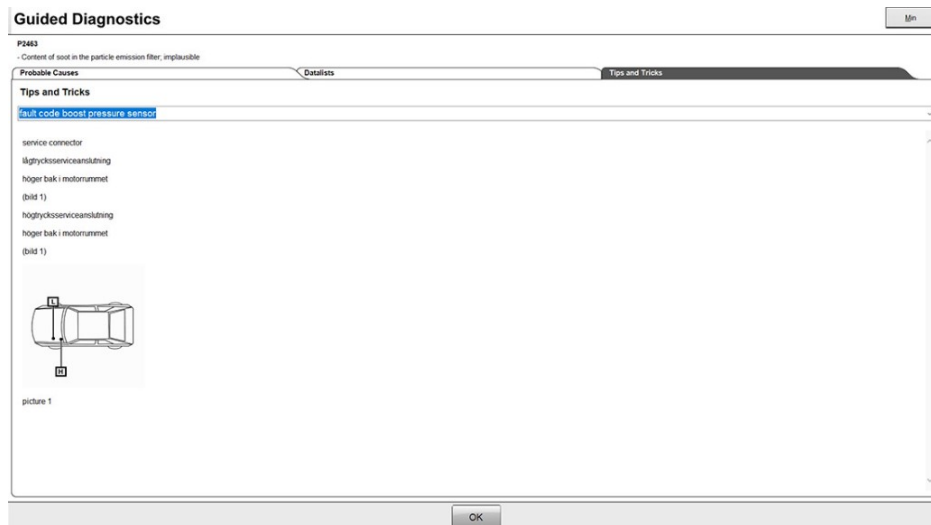 Guided Diagnostics
Min
P2463
- Content of soot in the particle emission filter; implausible
Probable Causes
Datalists
Tips and Tricks
Tips and Tricks
fault code boost pressure sensor
service connector
lågtrycksserviceanslutning
höger bak i motorrummet
(bild 1)
högtrycksserviceanslutning
höger bak i motorrummet
(bild 1)
L
H
picture 1
OK